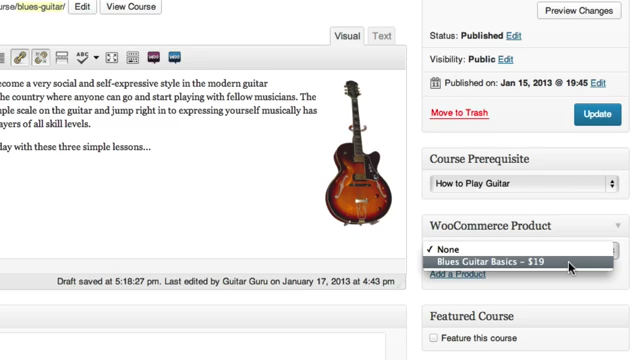 urse/blues-guitar/ Edit View Course
Preview Changes
Visual Text
Status: Published Edit
Visibility: Public Edit
Published on: Jan 15, 2013 @ 19:45 Edit
Move to Trash Update
ecome a very social and self-expressive style in the modern guitar
he country where anyone can go and start playing with fellow musicians. The
mple scale on the guitar and jump right in to expressing yourself musically has
ayers of all skill levels.
day with these three simple lessons...
Draft saved at 5:18:27 pm. Last edited by Guitar Guru on January 17, 2013 at 4:43 pm
Course Prerequisite
How to Play Guitar
WooCommerce Product
None
Blues Guitar Basics – $19
Add a Product
Featured Course
Feature this course